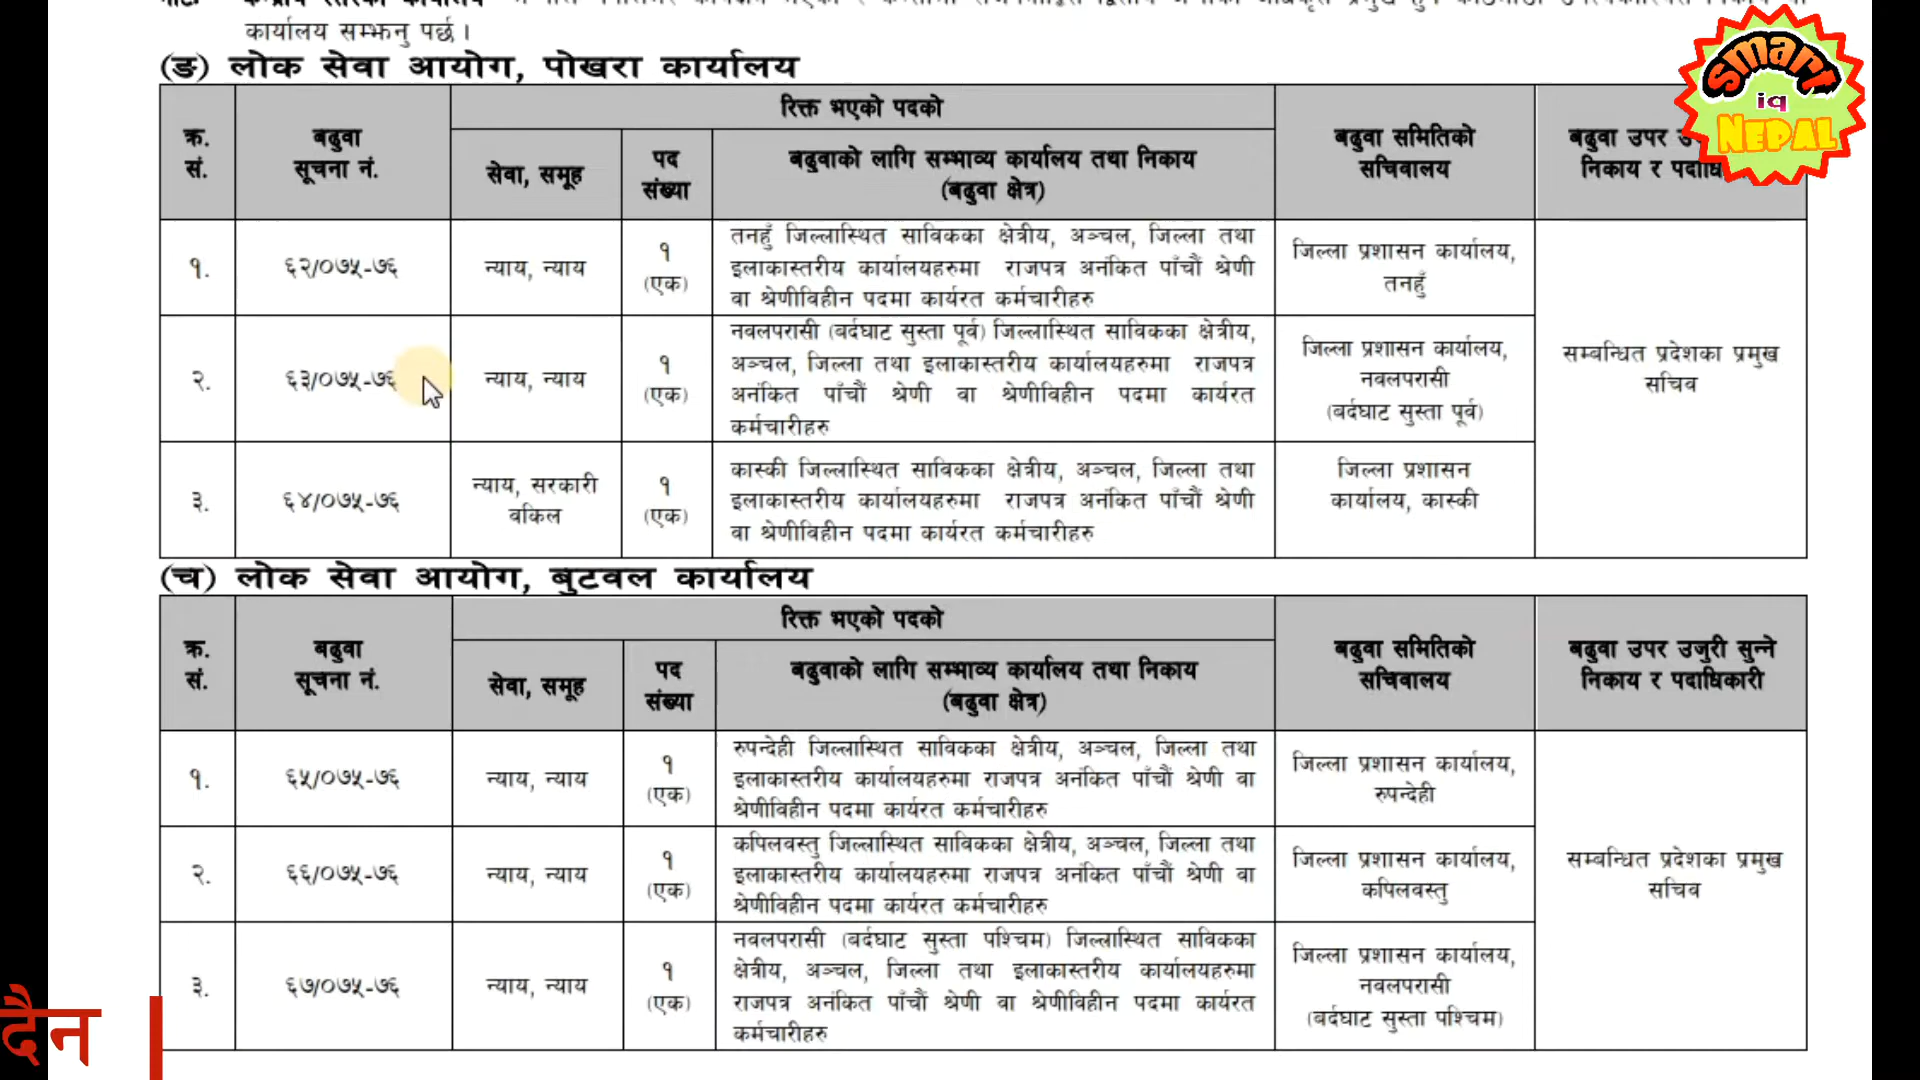 कार्यालय सम्झनु पर्छ ।
(ङ) लोक सेवा आयोग, पोखरा कार्यालय
smart
iq
NEPAL
क्र. सं.
बढुवा सूचना नं.
रिक्त भएको पदको
सेवा, समूह
पद संख्या
बढुवाको लागि सम्भाव्य कार्यालय तथा निकाय
(बढुवा क्षेत्र)
बढुवा समितिको
सचिवालय
बढुवा उपर
निकाय र
१.
६२/०७५-७६
न्याय, न्याय
१
(एक)
तनहुँ जिल्लास्थित साविकका क्षेत्रीय, अञ्चल, जिल्ला तथा
इलाकास्तरीय कार्यालयहरुमा राजपत्र अनंकित पाँचौं श्रेणी
वा श्रेणीविहीन पदमा कार्यरत कर्मचारीहरु
जिल्ला प्रशासन कार्यालय,
तनहुँ
सम्बन्धित प्रदेशका प्रमुख
सचिव
२.
६३/०७५-७६
न्याय, न्याय
१
(एक)
नवलपरासी (बर्दघाट सुस्ता पूर्व) जिल्लास्थित साविकका क्षेत्रीय,
अञ्चल, जिल्ला तथा इलाकास्तरीय कार्यालयहरुमा राजपत्र
अनंकित पाँचौं श्रेणी वा श्रेणीविहीन पदमा कार्यरत
कर्मचारीहरु
जिल्ला प्रशासन कार्यालय,
नवलपरासी
(बर्दघाट सुस्ता पूर्व)
३.
६४/०७५-७६
न्याय, सरकारी
वकिल
१
(एक)
कास्की जिल्लास्थित साविकका क्षेत्रीय, अञ्चल, जिल्ला तथा
इलाकास्तरीय कार्यालयहरुमा राजपत्र अनंकित पाँचौं श्रेणी
वा श्रेणीविहीन पदमा कार्यरत कर्मचारीहरु
जिल्ला प्रशासन
कार्यालय, कास्की
(च) लोक सेवा आयोग, बुटवल कार्यालय
क्र. सं.
बढुवा सूचना नं.
रिक्त भएको पदको
सेवा, समूह
पद संख्या
बढुवाको लागि सम्भाव्य कार्यालय तथा निकाय
(बढुवा क्षेत्र)
बढुवा समितिको
सचिवालय
बढुवा उपर उजुरी सुन्ने
निकाय र पदाधिकारी
१.
६५/०७५-७६
न्याय, न्याय
१
(एक)
रुपन्देही जिल्लास्थित साविकका क्षेत्रीय, अञ्चल, जिल्ला तथा
इलाकास्तरीय कार्यालयहरुमा राजपत्र अनंकित पाँचौं श्रेणी वा
श्रेणीविहीन पदमा कार्यरत कर्मचारीहरु
जिल्ला प्रशासन कार्यालय,
रुपन्देही
सम्बन्धित प्रदेशका प्रमुख
सचिव
२.
६६/०७५-७६
न्याय, न्याय
१
(एक)
कपिलवस्तु जिल्लास्थित साविकका क्षेत्रीय, अञ्चल, जिल्ला तथा
इलाकास्तरीय कार्यालयहरुमा राजपत्र अनंकित पाँचौं श्रेणी वा
श्रेणीविहीन पदमा कार्यरत कर्मचारीहरु
जिल्ला प्रशासन कार्यालय,
कपिलवस्तु
३.
६७/०७५-७६
न्याय, न्याय
१
(एक)
नवलपरासी (बर्दघाट सुस्ता पश्चिम) जिल्लास्थित साविकका
क्षेत्रीय, अञ्चल, जिल्ला तथा इलाकास्तरीय कार्यालयहरुमा
राजपत्र अनंकित पाँचौं श्रेणी वा श्रेणीविहीन पदमा कार्यरत
कर्मचारीहरु
जिल्ला प्रशासन कार्यालय,
नवलपरासी
(बर्दघाट सुस्ता पश्चिम)
दैन |